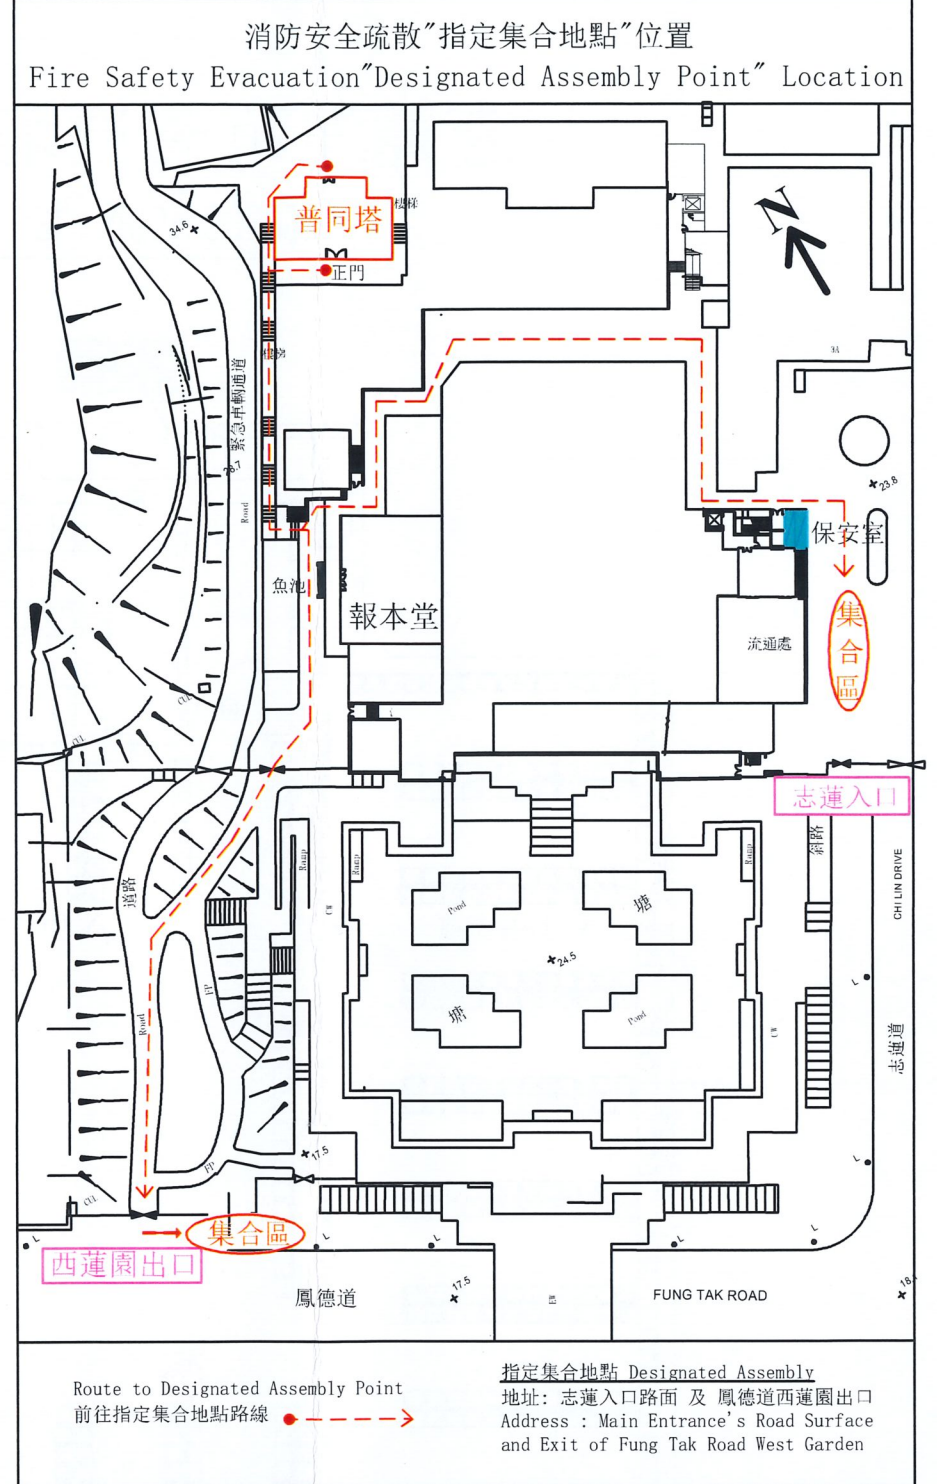 消防安全疏散"指定集合地點"位置
Fire Safety Evacuation"Designated Assembly Point" Location
普同塔
樓梯
正門
N
34.6
緊急車輛通道
28.7
Road
魚池
報本堂
保安室
23.8
集合區
流通處
志蓮入口
斜路
CHI LIN DRIVE
志蓮道
道路
Road
Ramp
Ramp
Pond
塘
24.5
塘
Pond
FP
FP
17.5
L
L
L
L
L
L
L
集合區
西蓮園出口
鳳德道
17.5
FUNG TAK ROAD
Route to Designated Assembly Point
前往指定集合地點路線
指定集合地點 Designated Assembly
地址: 志蓮入口路面 及 鳳德道西蓮園出口
Address : Main Entrance's Road Surface
and Exit of Fung Tak Road West Garden